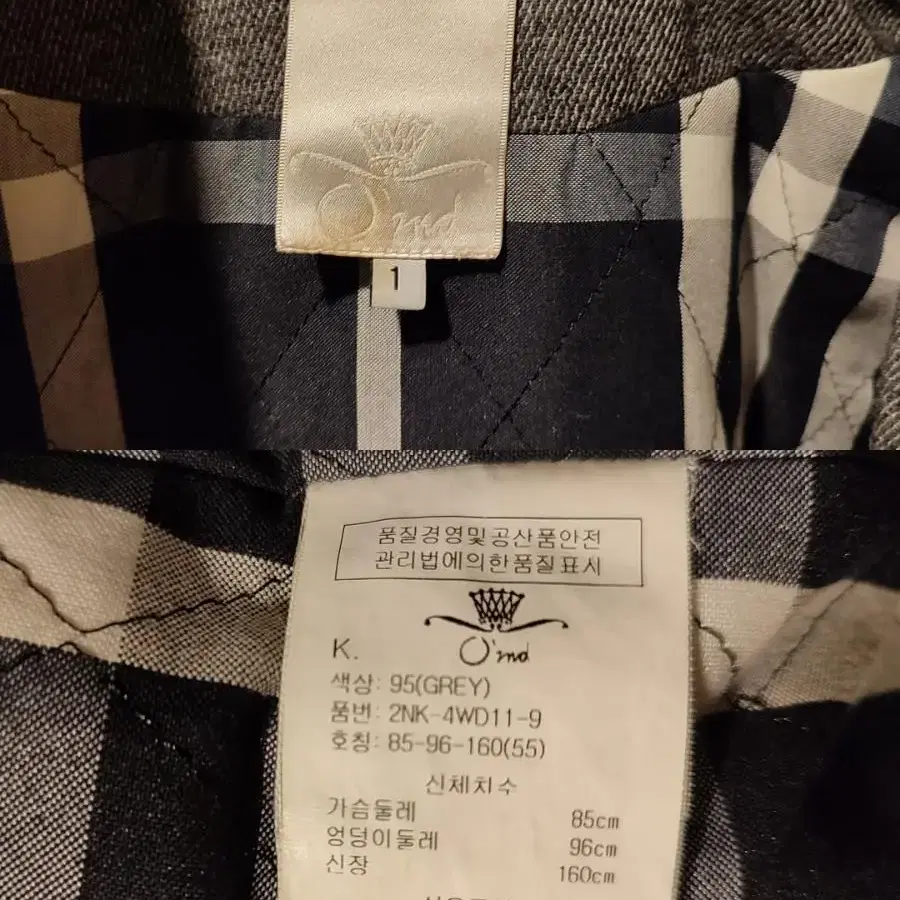 O'md
1
품질경영및공산품안전
관리법에의한품질표시
O'md
K.
색상: 95(GREY)
품번: 2NK-4WD11-9
호칭: 85-96-160(55)
신체치수
가슴둘레 85cm
엉덩이둘레 96cm
신장 160cm